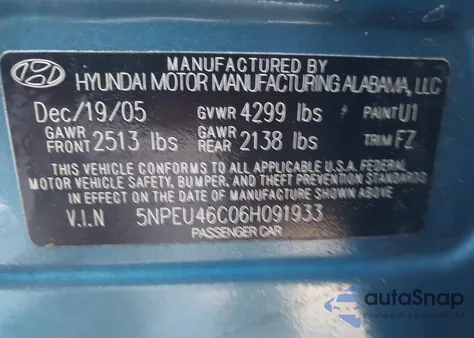 MANUFACTURED BY
HYUNDAI MOTOR MANUFACTURING ALABAMA, LLC
Dec/19/05 GVWR 4299 lbs PAINT U1
GAWR FRONT 2513 lbs GAWR REAR 2138 lbs TRIM FZ
THIS VEHICLE CONFORMS TO ALL APPLICABLE U.S.A. FEDERAL
MOTOR VEHICLE SAFETY, BUMPER, AND THEFT PREVENTION STANDARDS
IN EFFECT ON THE DATE OF MANUFACTURE SHOWN ABOVE.
V.I.N 5NPEU46C06H091933
PASSENGER CAR
autaSnap